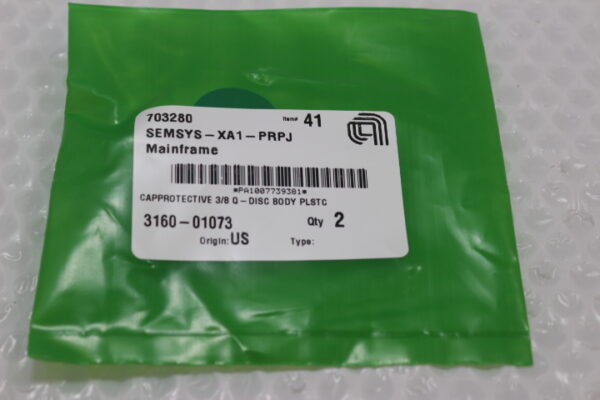 703280 Item# 41
SEMSYS-XA1-PRPJ
Mainframe
*PA1007739381*
CAPPROTECTIVE 3/8 Q-DISC BODY PLSTC
3160-01073 Qty 2
Origin: US Type: